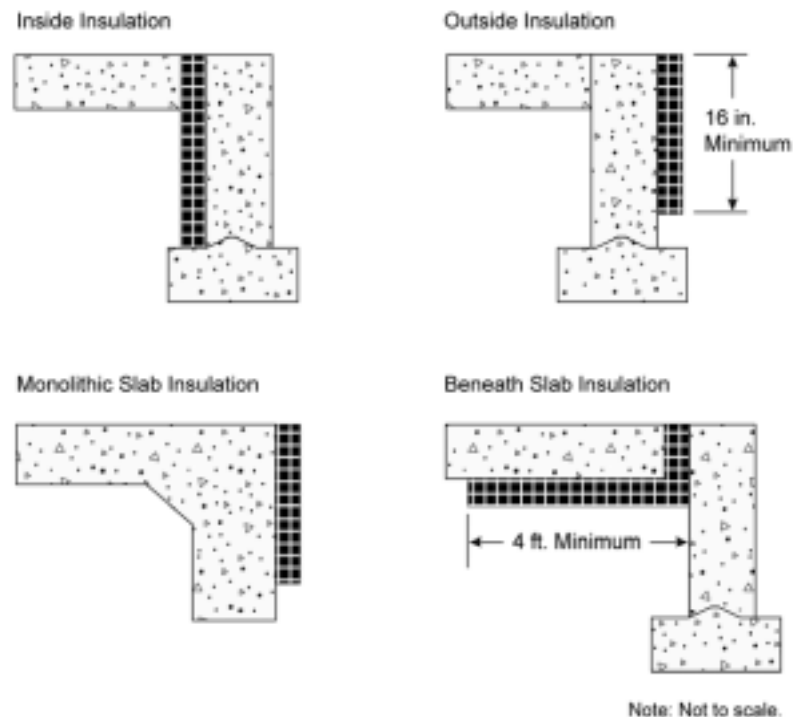 Inside Insulation
Outside Insulation
16 in.
Minimum
Monolithic Slab Insulation
Beneath Slab Insulation
4 ft. Minimum
Note: Not to scale.